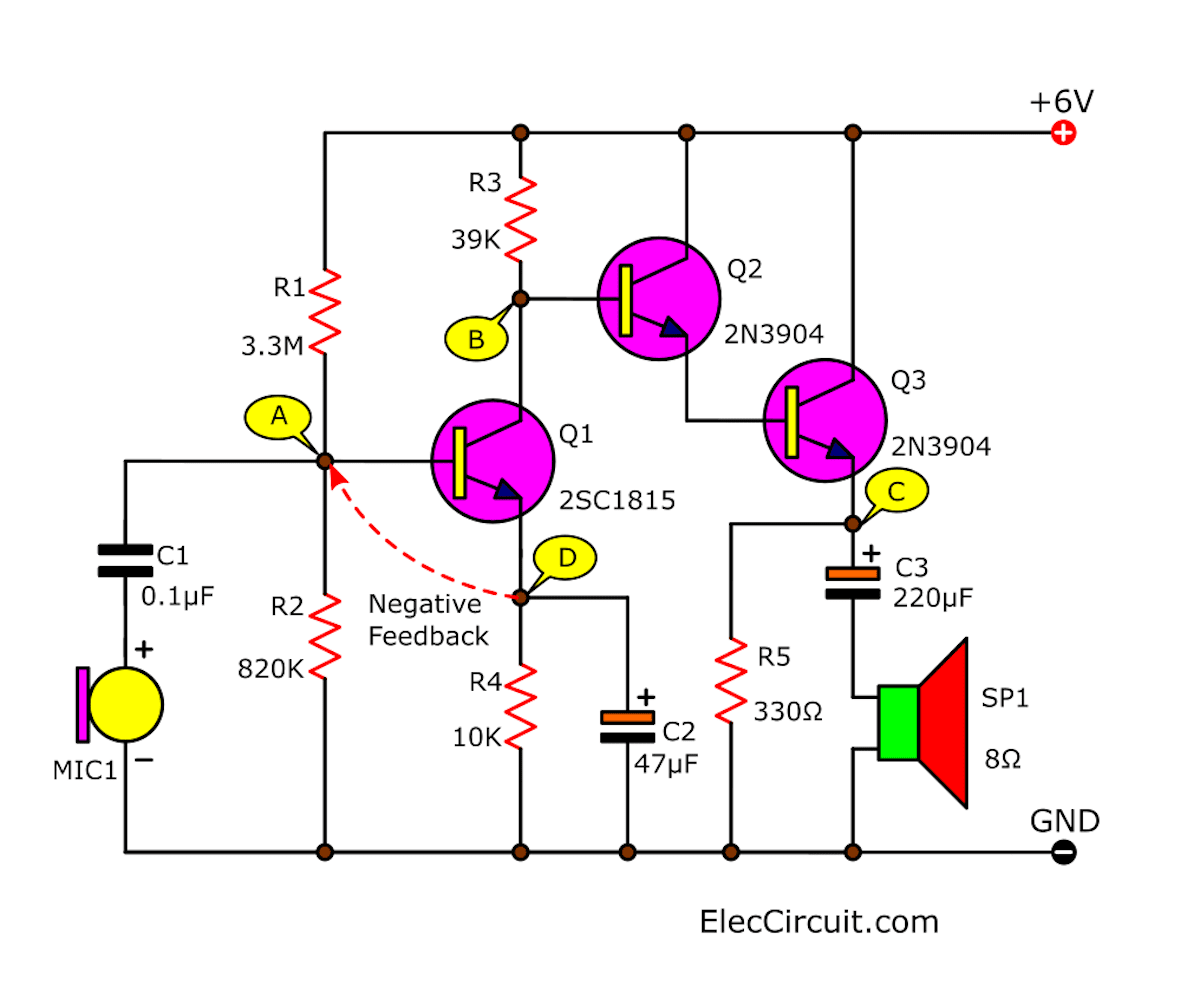 +6V
R3
39K
Q2
2N3904
R1
3.3M
B
Q3
2N3904
A
Q1
2SC1815
C
D
C1
0.1µF
Negative
Feedback
C3
220µF
R2
820K
+
+
R5
330Ω
R4
10K
+
C2
47µF
SP1
8Ω
MIC1
−
GND
ElecCircuit.com